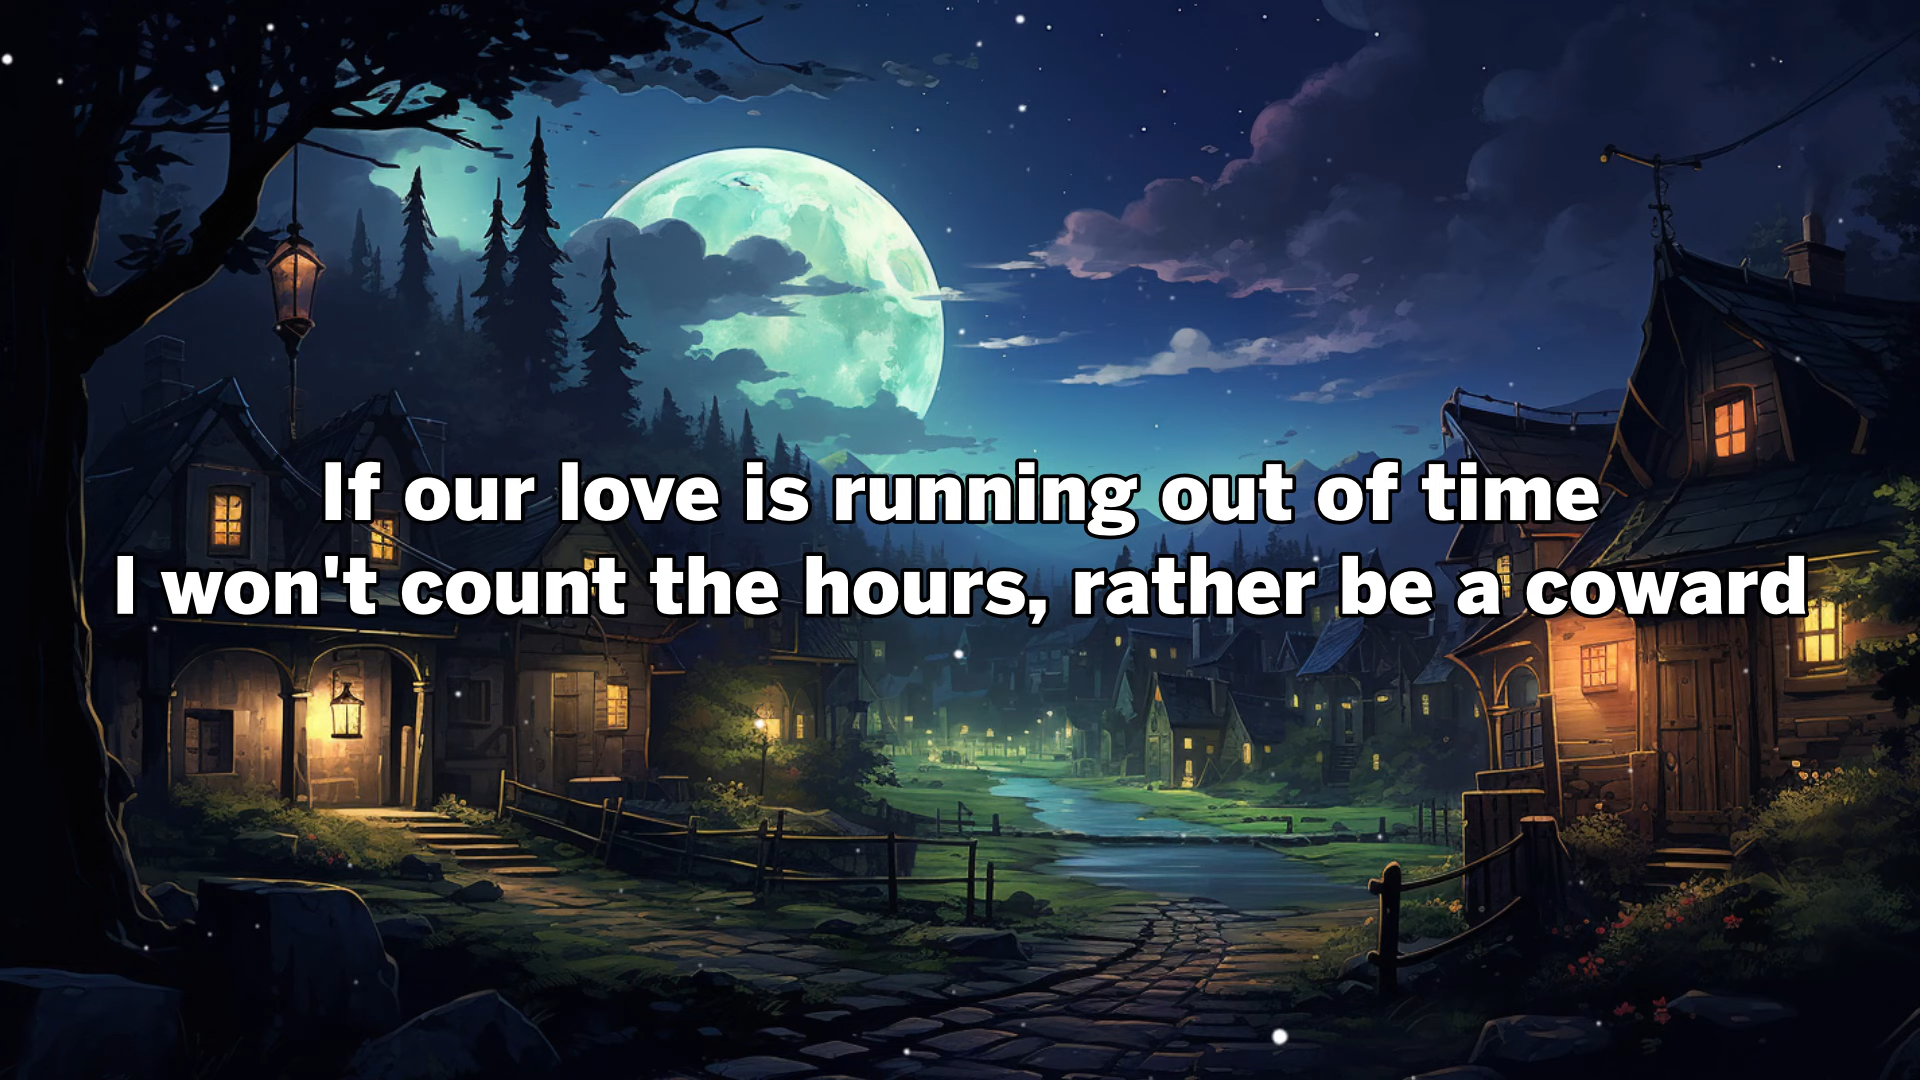 If our love is running out of time
I won't count the hours, rather be a coward